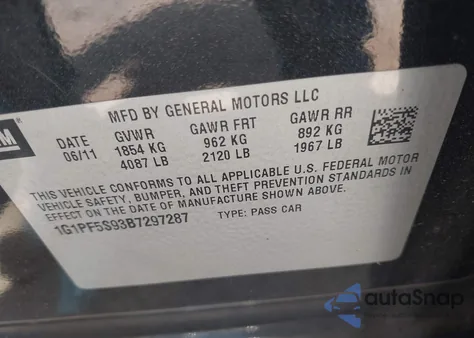 GM
MFD BY GENERAL MOTORS LLC
DATE GVWR GAWR FRT GAWR RR
06/11 1854 KG 962 KG 892 KG
4087 LB 2120 LB 1967 LB
THIS VEHICLE CONFORMS TO ALL APPLICABLE U.S. FEDERAL MOTOR
VEHICLE SAFETY, BUMPER, AND THEFT PREVENTION STANDARDS IN
EFFECT ON THE DATE OF MANUFACTURE SHOWN ABOVE.
1G1PF5S93B7297287 TYPE: PASS CAR
autoSnap